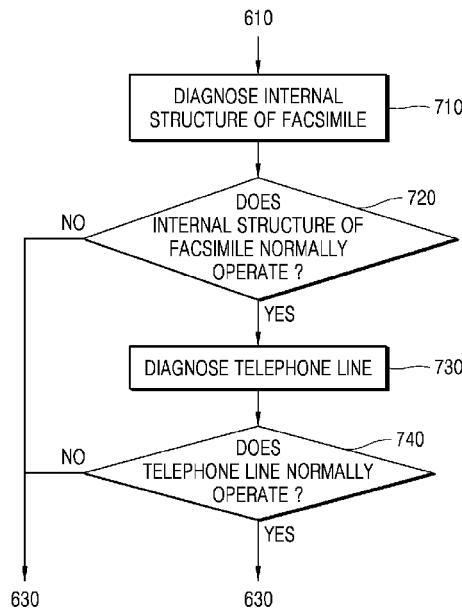 610
DIAGNOSE INTERNAL
STRUCTURE OF FACSIMILE
710
720
DOES
INTERNAL STRUCTURE OF
FACSIMILE NORMALLY
OPERATE ?
NO
YES
DIAGNOSE TELEPHONE LINE
730
740
DOES
TELEPHONE LINE NORMALLY
OPERATE ?
NO
YES
630
630